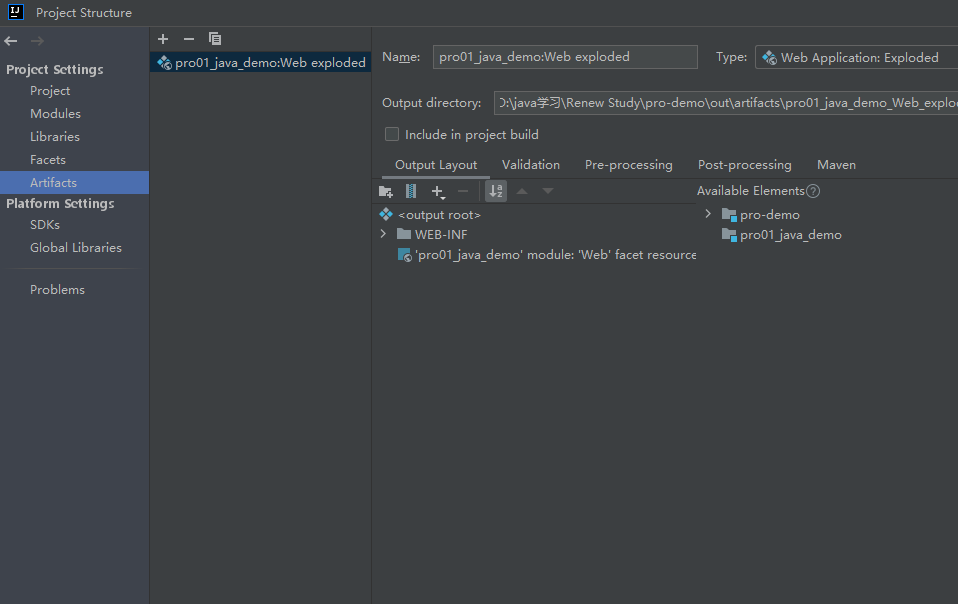 Project Structure
Project Settings
Project
Modules
Libraries
Facets
Artifacts
Platform Settings
SDKs
Global Libraries
Problems
pro01_java_demo:Web exploded
Name: pro01_java_demo:Web exploded Type: Web Application: Exploded
Output directory: D:\java学习\Renew Study\pro-demo\out\artifacts\pro01_java_demo_Web_explo
Include in project build
Output Layout Validation Pre-processing Post-processing Maven
Available Elements
<output root>
WEB-INF
'pro01_java_demo' module: 'Web' facet resource
pro-demo
pro01_java_demo